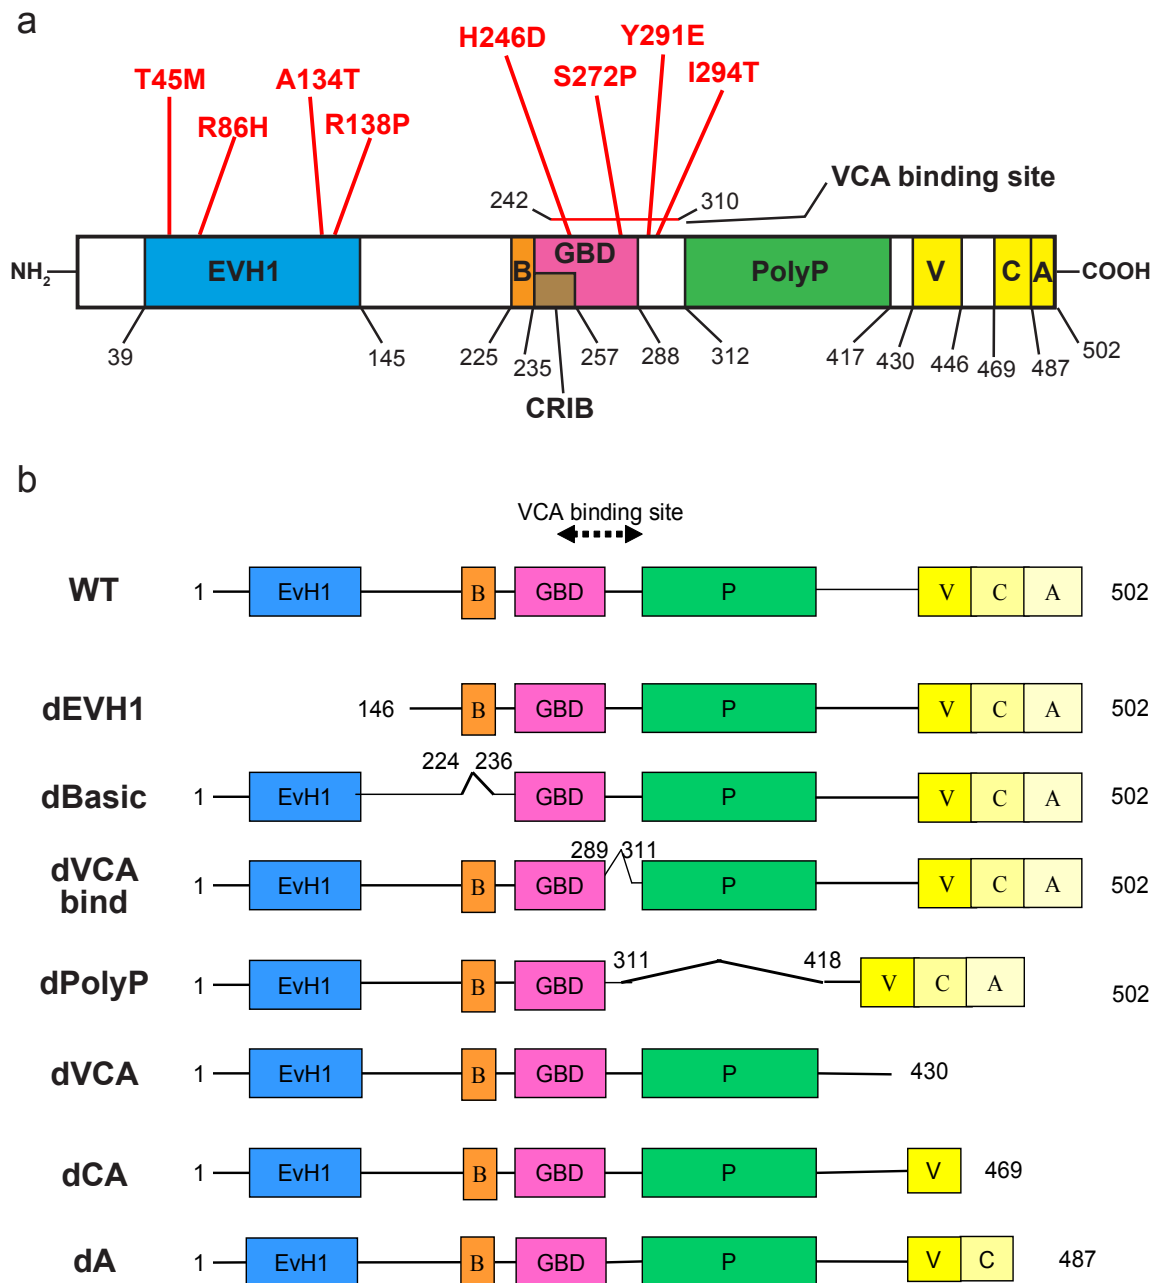 a
H246D
Y291E
T45M
A134T
S272P
I294T
R86H
R138P
VCA binding site
242
310
NH2
EVH1
B
GBD
PolyP
V
C
A
COOH
39
145
225
235
257
288
312
417
430
446
469
487
502
CRIB
b
VCA binding site
WT 1 EvH1 B GBD P V C A 502
dEVH1 146 B GBD P V C A 502
224 236
dBasic 1 EvH1 GBD P V C A 502
289 311
dVCA
bind 1 EvH1 B GBD P V C A 502
311 418
dPolyP 1 EvH1 B GBD V C A 502
dVCA 1 EvH1 B GBD P 430
dCA 1 EvH1 B GBD P V 469
dA 1 EvH1 B GBD P V C 487